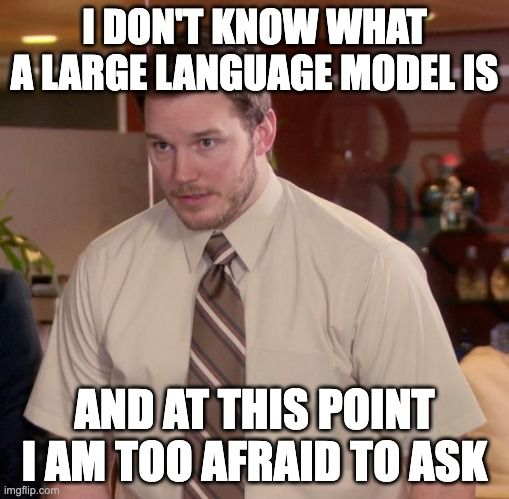 I DON'T KNOW WHAT
A LARGE LANGUAGE MODEL IS
AND AT THIS POINT
I AM TOO AFRAID TO ASK
imgflip.com